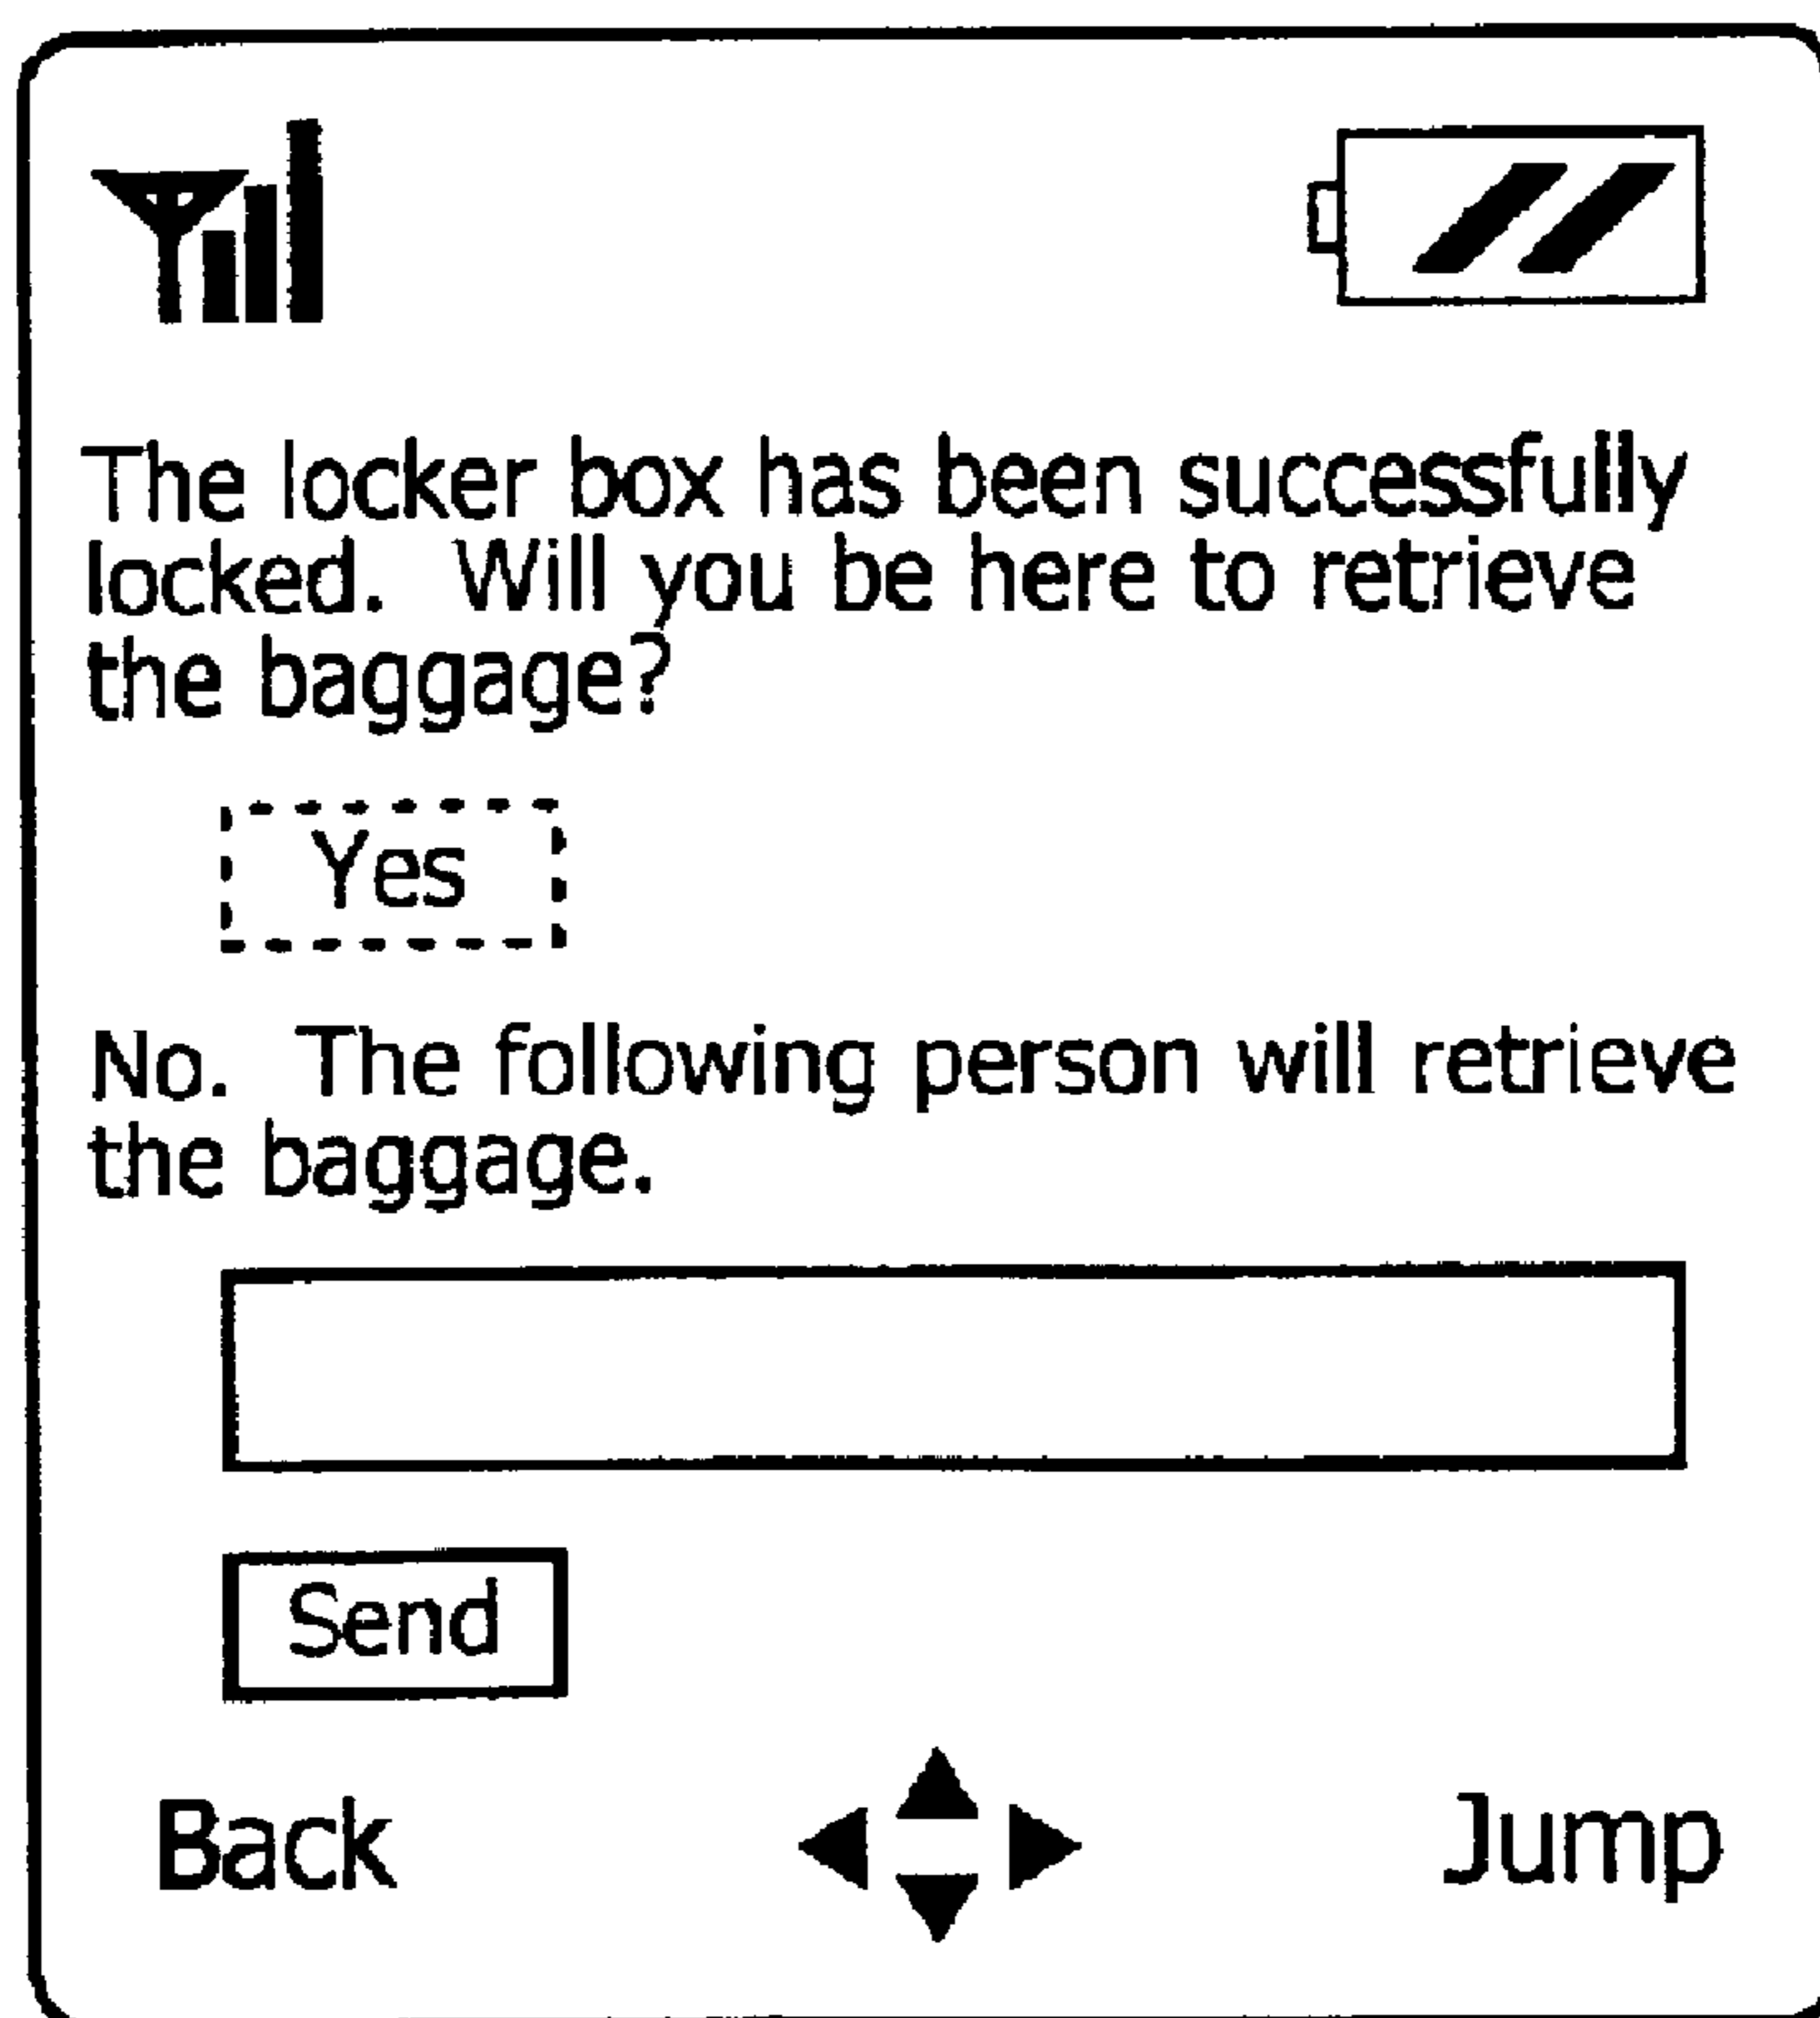 The locker box has been successfully
locked. Will you be here to retrieve
the baggage?
Yes
No. The following person will retrieve
the baggage.
Send
Back
Jump